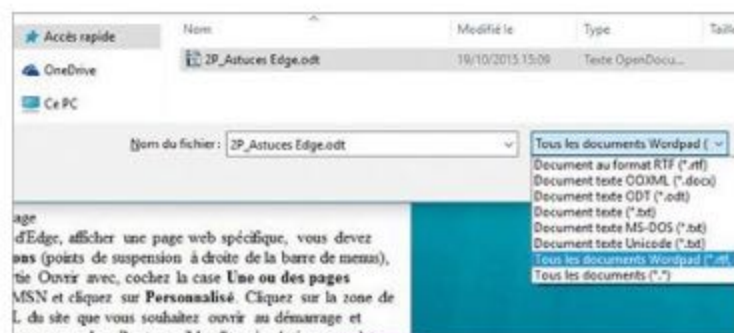 Accès rapide
Nom
Modifié le
Type
Taille
2P_Astuces Edge.odt
19/10/2015 15:09
Texte OpenDocu...
OneDrive
Ce PC
Nom du fichier :
2P_Astuces Edge.odt
Tous les documents Wordpad (
Document au format RTF (*.rtf)
Document texte OOXML (*.docx)
Document texte ODT (*.odt)
Document texte (*.txt)
Document texte MS-DOS (*.txt)
Document texte Unicode (*.txt)
Tous les documents Wordpad (*.rtf,
Tous les documents (*.*)
age
d'Edge, afficher une page web spécifique, vous devez
ons (points de suspension à droite de la barre de menus),
tie Ouvrir avec, cochez la case Une ou des pages
MSN et cliquez sur Personnalisé. Cliquez sur la zone de
L du site que vous souhaitez ouvrir au démarrage et